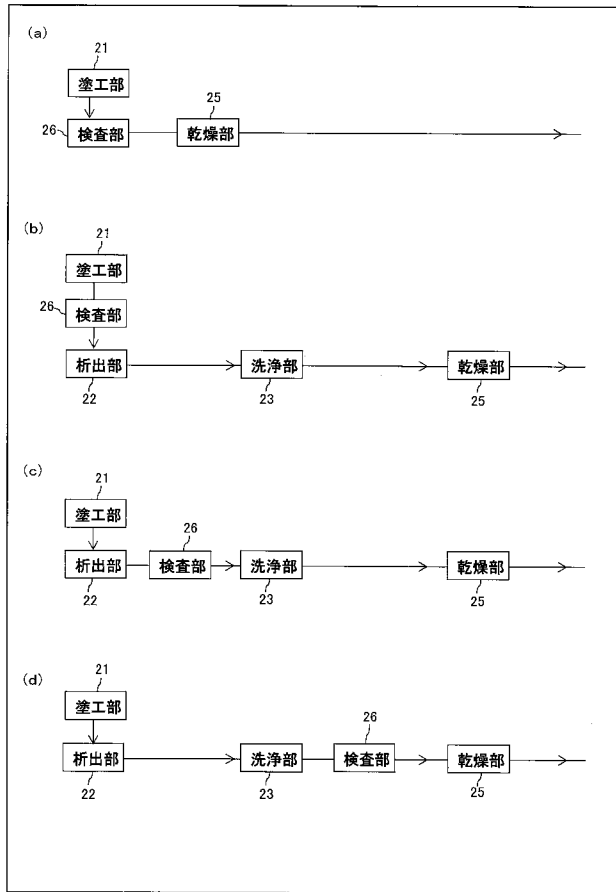 (a)
21
塗工部
25
26 検査部 乾燥部
(b)
21
塗工部
26 検査部
析出部 洗浄部 乾燥部
22 23 25
(c)
21
塗工部
26
析出部 検査部 洗浄部 乾燥部
22 23 25
(d)
21
塗工部
26
析出部 洗浄部 検査部 乾燥部
22 23 25